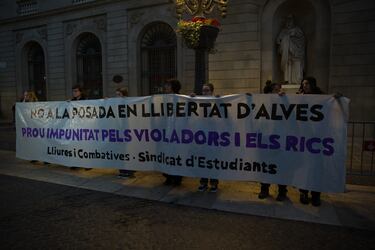 NO A LA POSADA EN LLIBERTAT D'ALVES
PROU IMPUNITAT PELS VIOLADORS I ELS RICS
Lliures i Combatives - Sindicat d'Estudiants